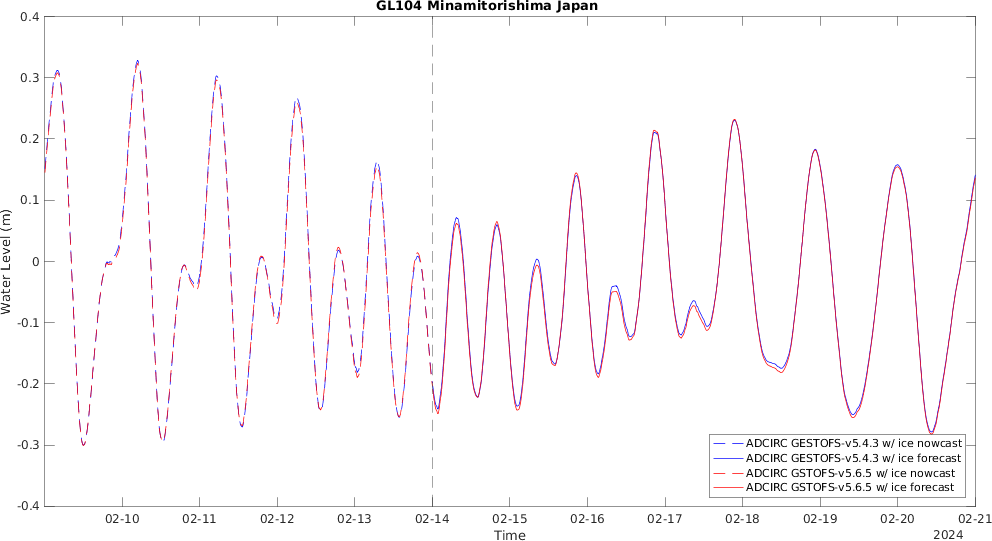 GL104 Minamitorishima Japan
0.4
0.3
0.2
0.1
0
-0.1
-0.2
-0.3
-0.4
Water Level (m)
ADCIRC GESTOFS-v5.4.3 w/ ice nowcast
ADCIRC GESTOFS-v5.4.3 w/ ice forecast
ADCIRC GSTOFS-v5.6.5 w/ ice nowcast
ADCIRC GSTOFS-v5.6.5 w/ ice forecast
02-10 02-11 02-12 02-13 02-14 02-15 02-16 02-17 02-18 02-19 02-20 02-21
Time 2024